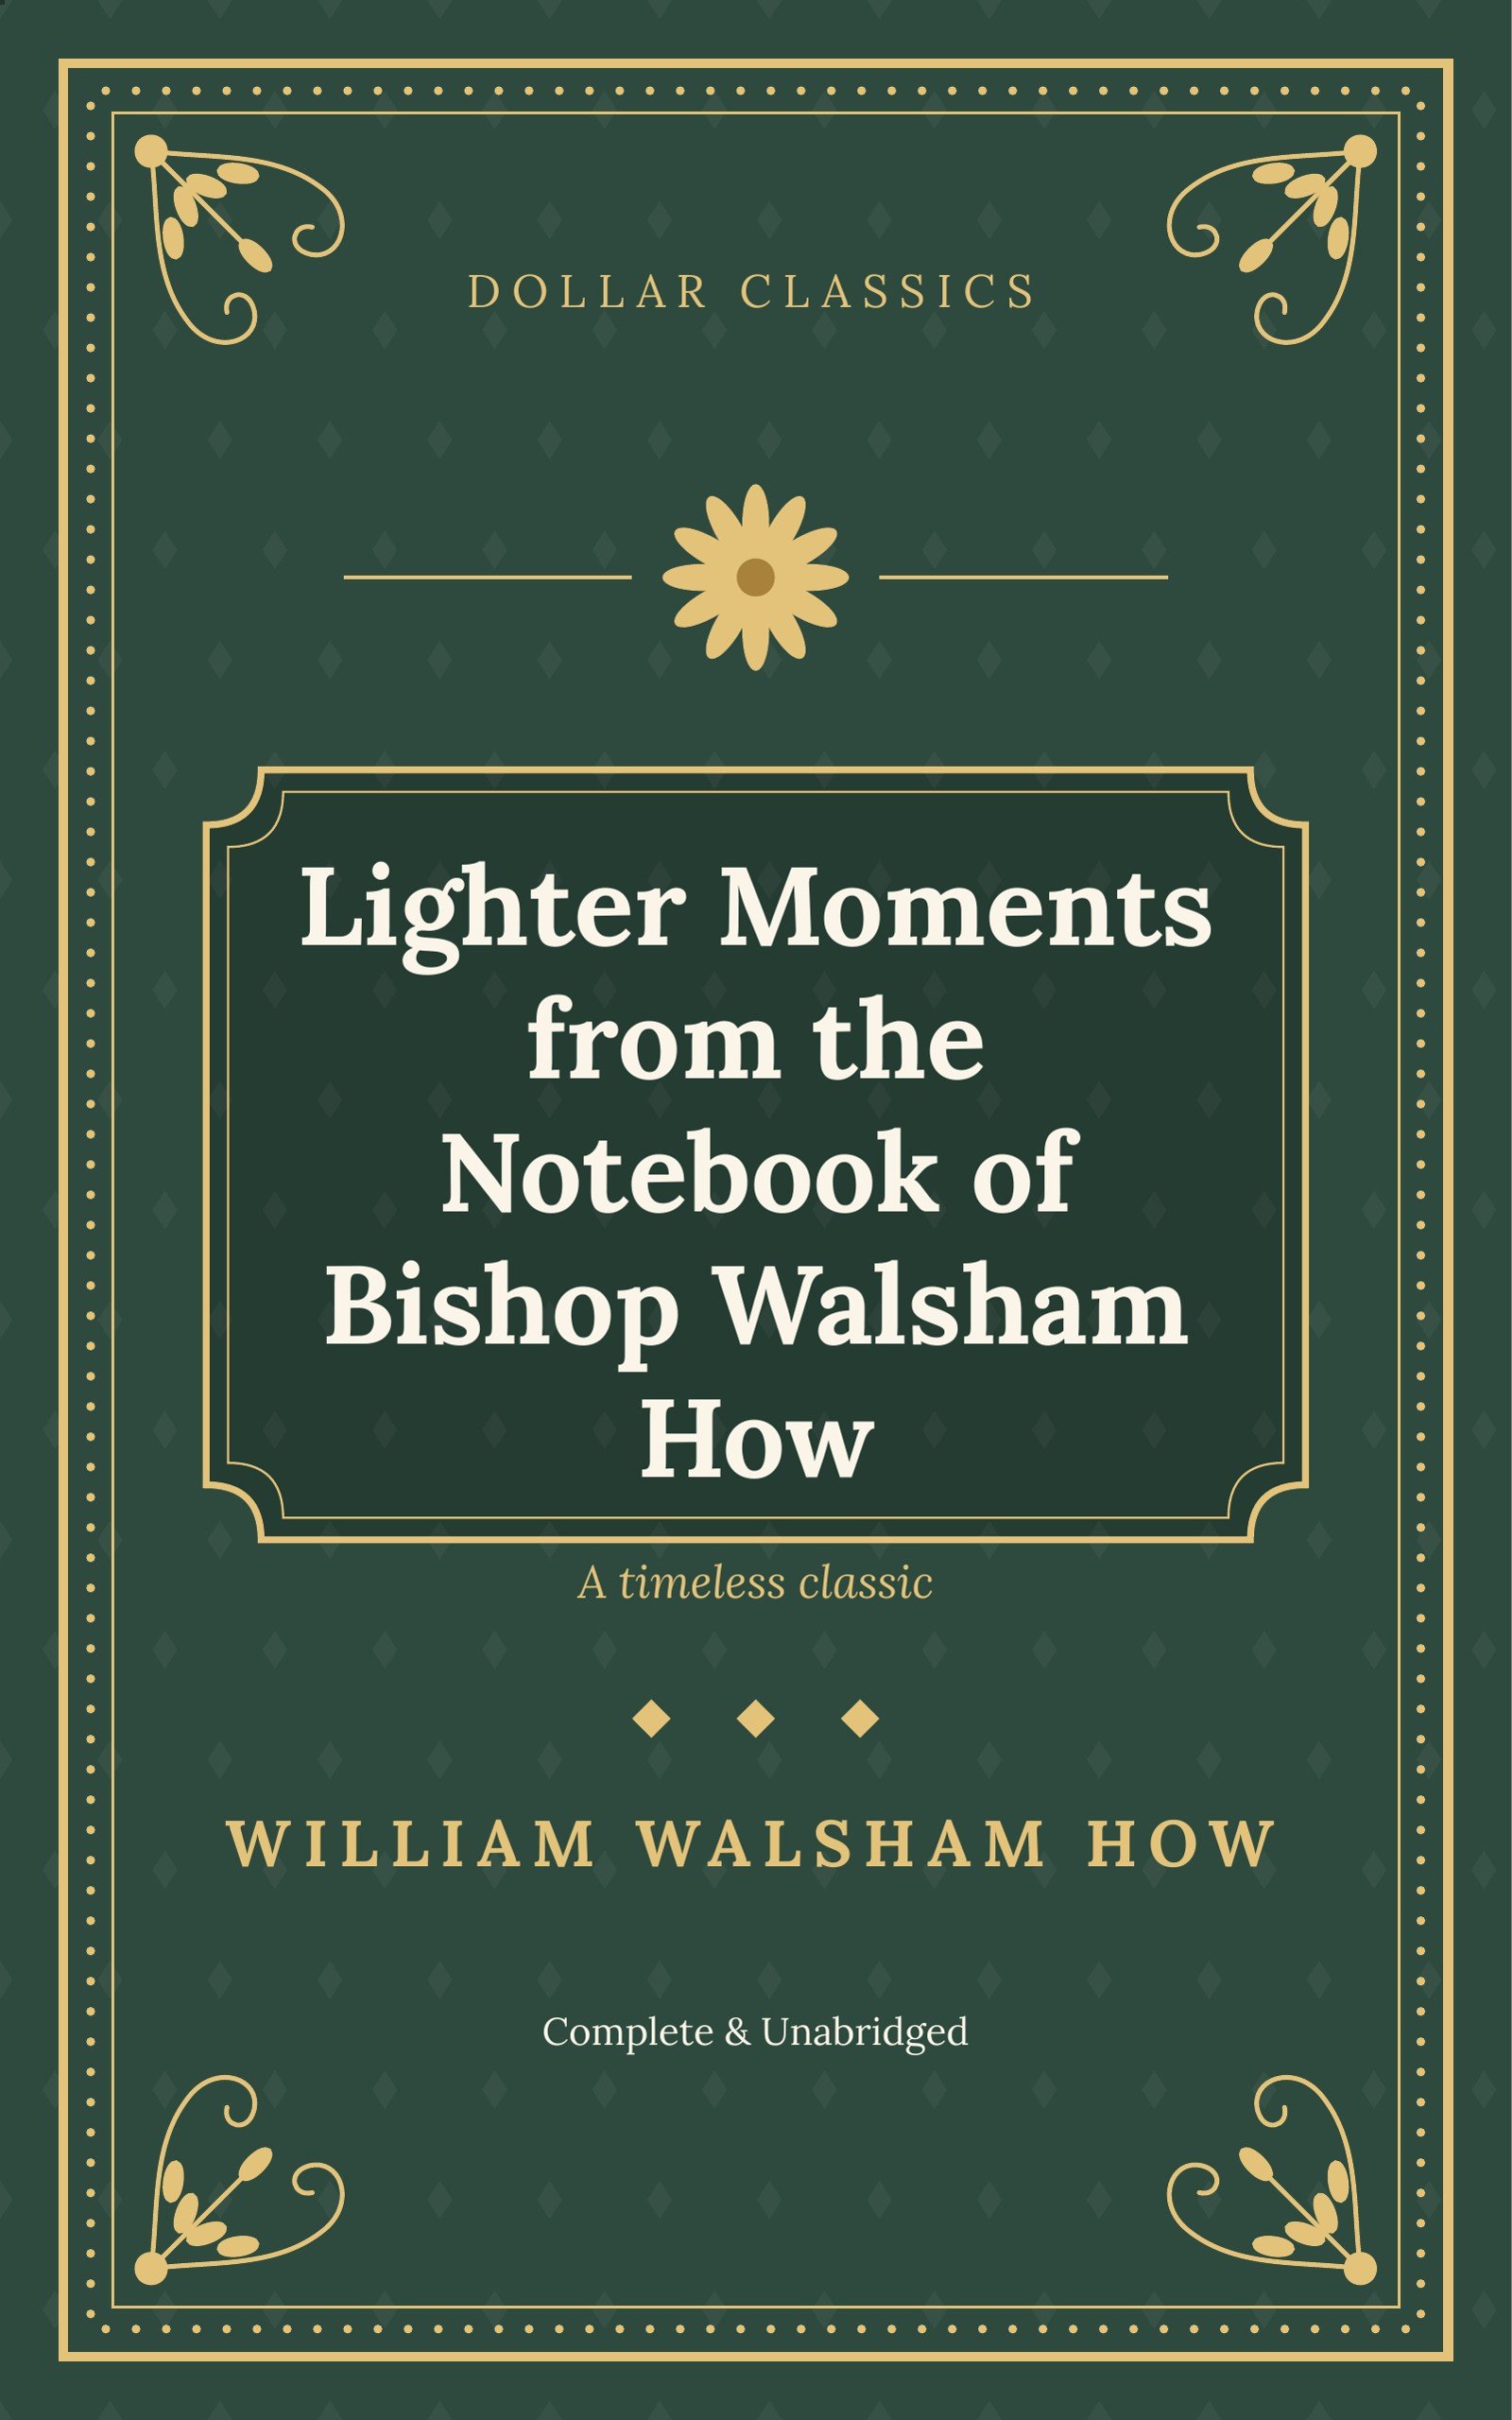 DOLLAR CLASSICS
Lighter Moments
from the
Notebook of
Bishop Walsham
How
A timeless classic
WILLIAM WALSHAM HOW
Complete & Unabridged